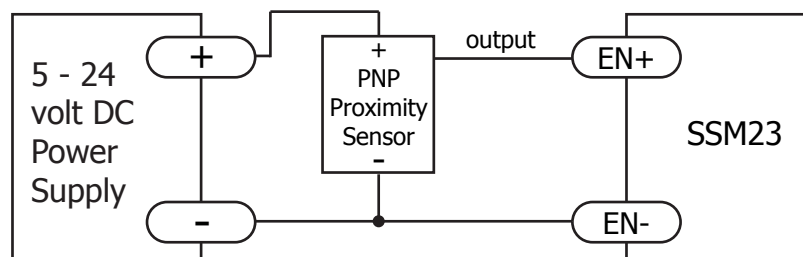 5 - 24
volt DC
Power
Supply
+
-
+
PNP
Proximity
Sensor
-
output
EN+
EN-
SSM23